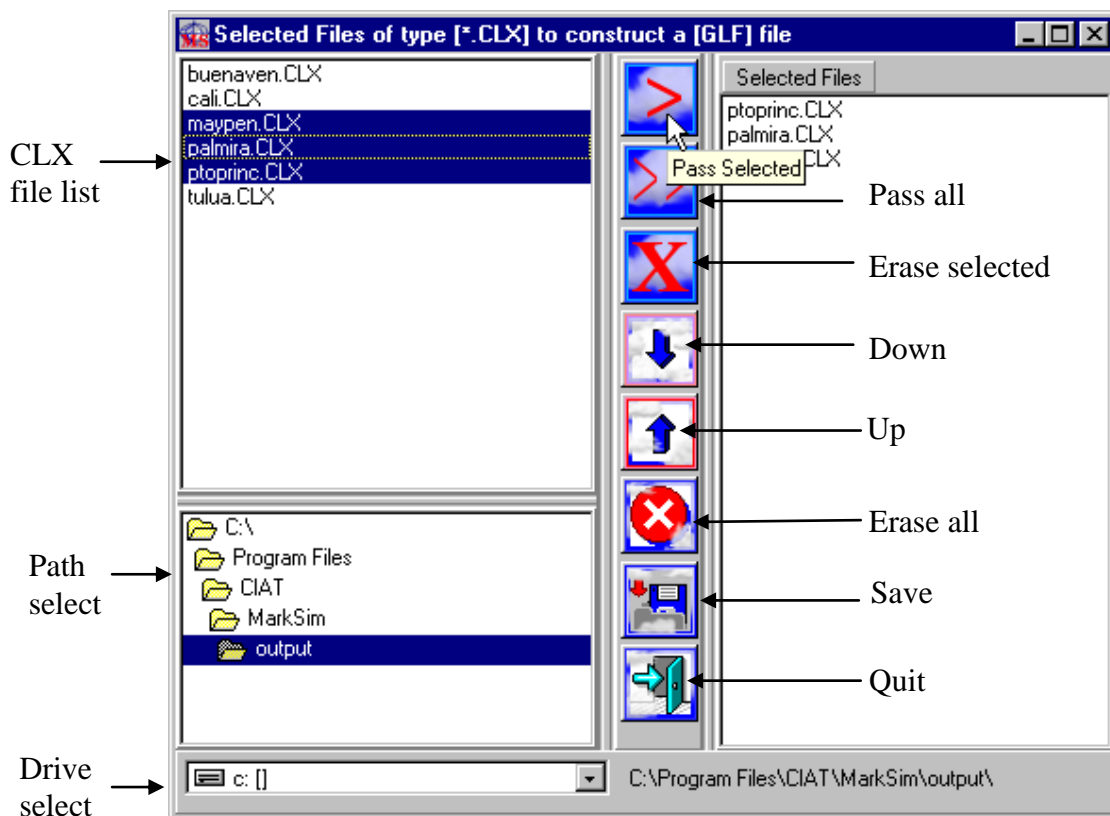 MS Selected Files of type [*.CLX] to construct a [GLF] file
buenaven.CLX
cali.CLX
maypen.CLX
palmira.CLX
ptoprinc.CLX
tulua.CLX
CLX
file list
C:\
Program Files
CIAT
MarkSim
output
Path
select
c: []
Drive
select
>
Pass Selected
>>
X
Selected Files
ptoprinc.CLX
palmira.CLX
CLX
Pass all
Erase selected
Down
Up
Erase all
Save
Quit
C:\Program Files\CIAT\MarkSim\output\